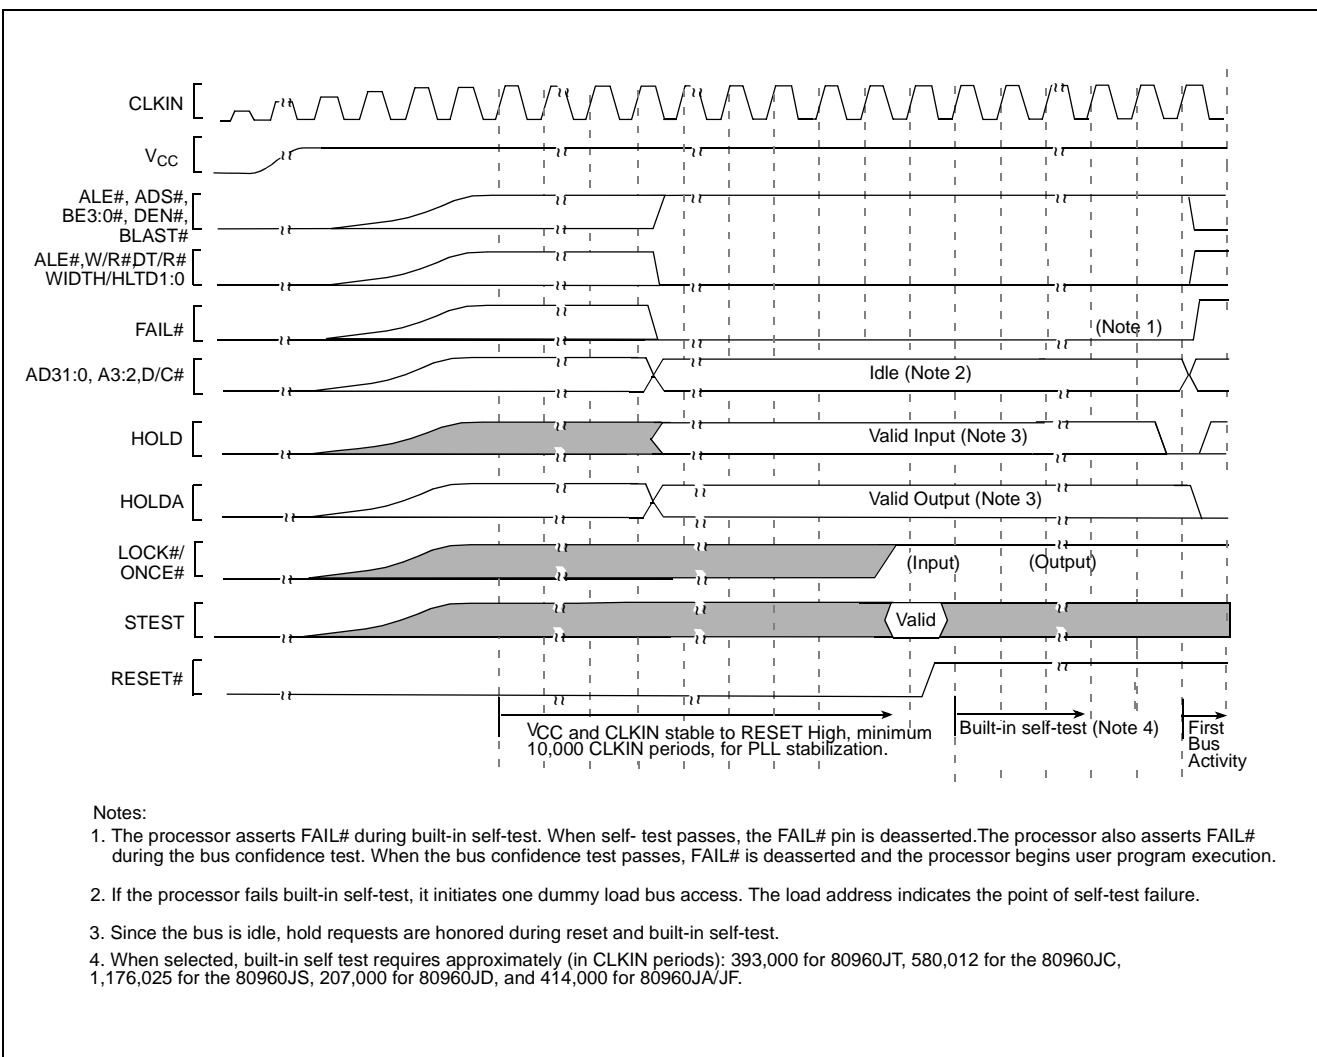 CLKIN
VCC
ALE#, ADS#,
BE3:0#, DEN#,
BLAST#
ALE#,W/R#,DT/R#
WIDTH/HLTD1:0
FAIL#
(Note 1)
AD31:0, A3:2,D/C#
Idle (Note 2)
HOLD
Valid Input (Note 3)
HOLDA
Valid Output (Note 3)
LOCK#/
ONCE#
(Input)
(Output)
STEST
Valid
RESET#
VCC and CLKIN stable to RESET High, minimum
10,000 CLKIN periods, for PLL stabilization.
Built-in self-test (Note 4)
First
Bus
Activity
Notes:
1. The processor asserts FAIL# during built-in self-test. When self- test passes, the FAIL# pin is deasserted.The processor also asserts FAIL#
during the bus confidence test. When the bus confidence test passes, FAIL# is deasserted and the processor begins user program execution.
2. If the processor fails built-in self-test, it initiates one dummy load bus access. The load address indicates the point of self-test failure.
3. Since the bus is idle, hold requests are honored during reset and built-in self-test.
4. When selected, built-in self test requires approximately (in CLKIN periods): 393,000 for 80960JT, 580,012 for the 80960JC,
1,176,025 for the 80960JS, 207,000 for 80960JD, and 414,000 for 80960JA/JF.